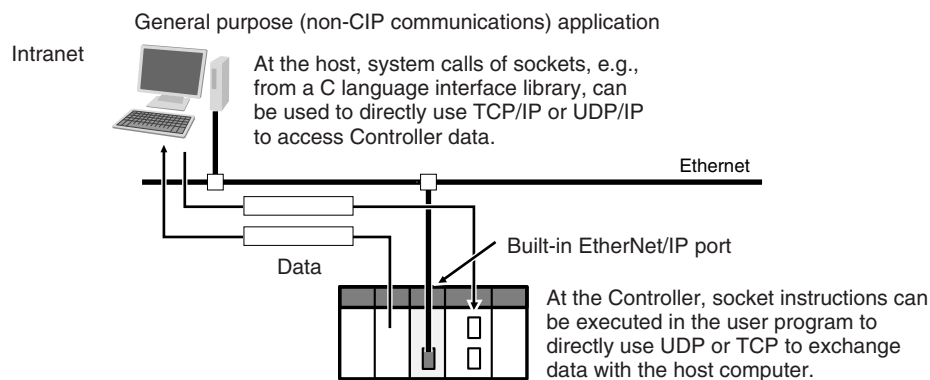 General purpose (non-CIP communications) application
Intranet
At the host, system calls of sockets, e.g.,
from a C language interface library, can
be used to directly use TCP/IP or UDP/IP
to access Controller data.
Ethernet
Built-in EtherNet/IP port
Data
At the Controller, socket instructions can
be executed in the user program to
directly use UDP or TCP to exchange
data with the host computer.